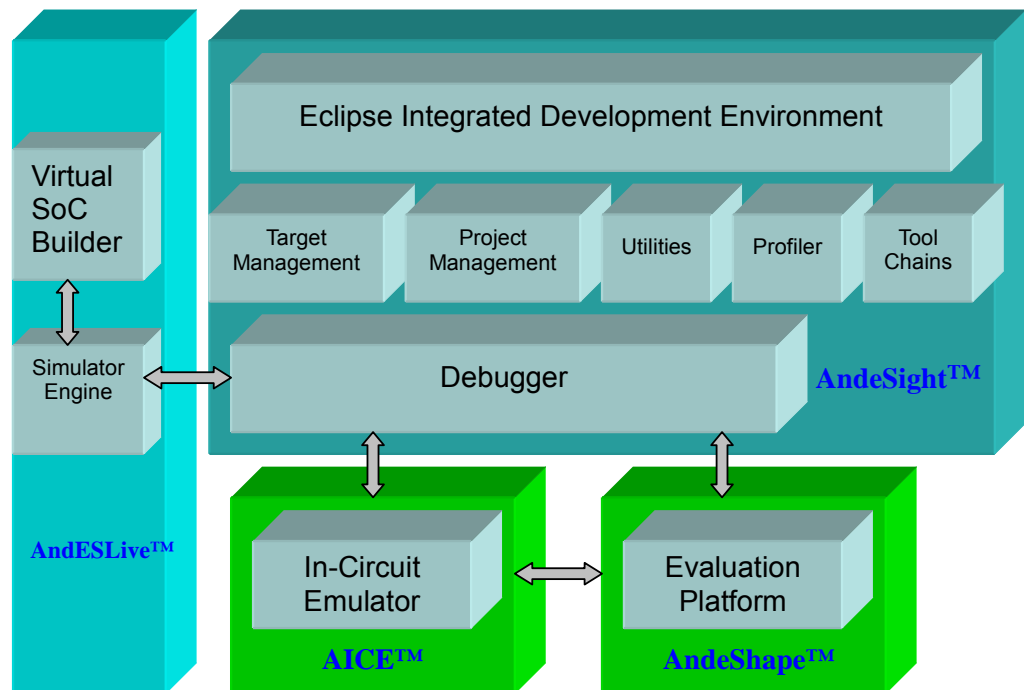 Eclipse Integrated Development Environment
Virtual
SoC
Builder
Target
Management
Project
Management
Utilities
Profiler
Tool
Chains
Simulator
Engine
Debugger
AndeSight™
AndESLive™
In-Circuit
Emulator
Evaluation
Platform
AICE™
AndeShape™